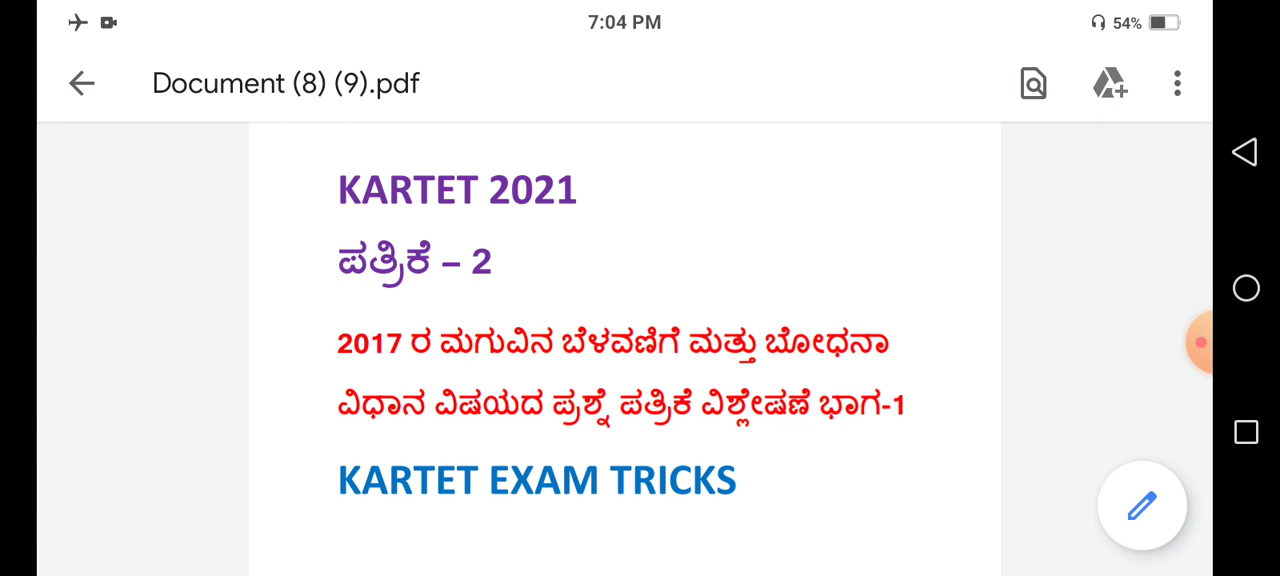 7:04 PM
54%
Document (8) (9).pdf
KARTET 2021
ಪತ್ರಿಕೆ – 2
2017 ರ ಮಗುವಿನ ಬೆಳವಣಿಗೆ ಮತ್ತು ಬೋಧನಾ
ವಿಧಾನ ವಿಷಯದ ಪ್ರಶ್ನೆ ಪತ್ರಿಕೆ ವಿಶ್ಲೇಷಣೆ ಭಾಗ-1
KARTET EXAM TRICKS